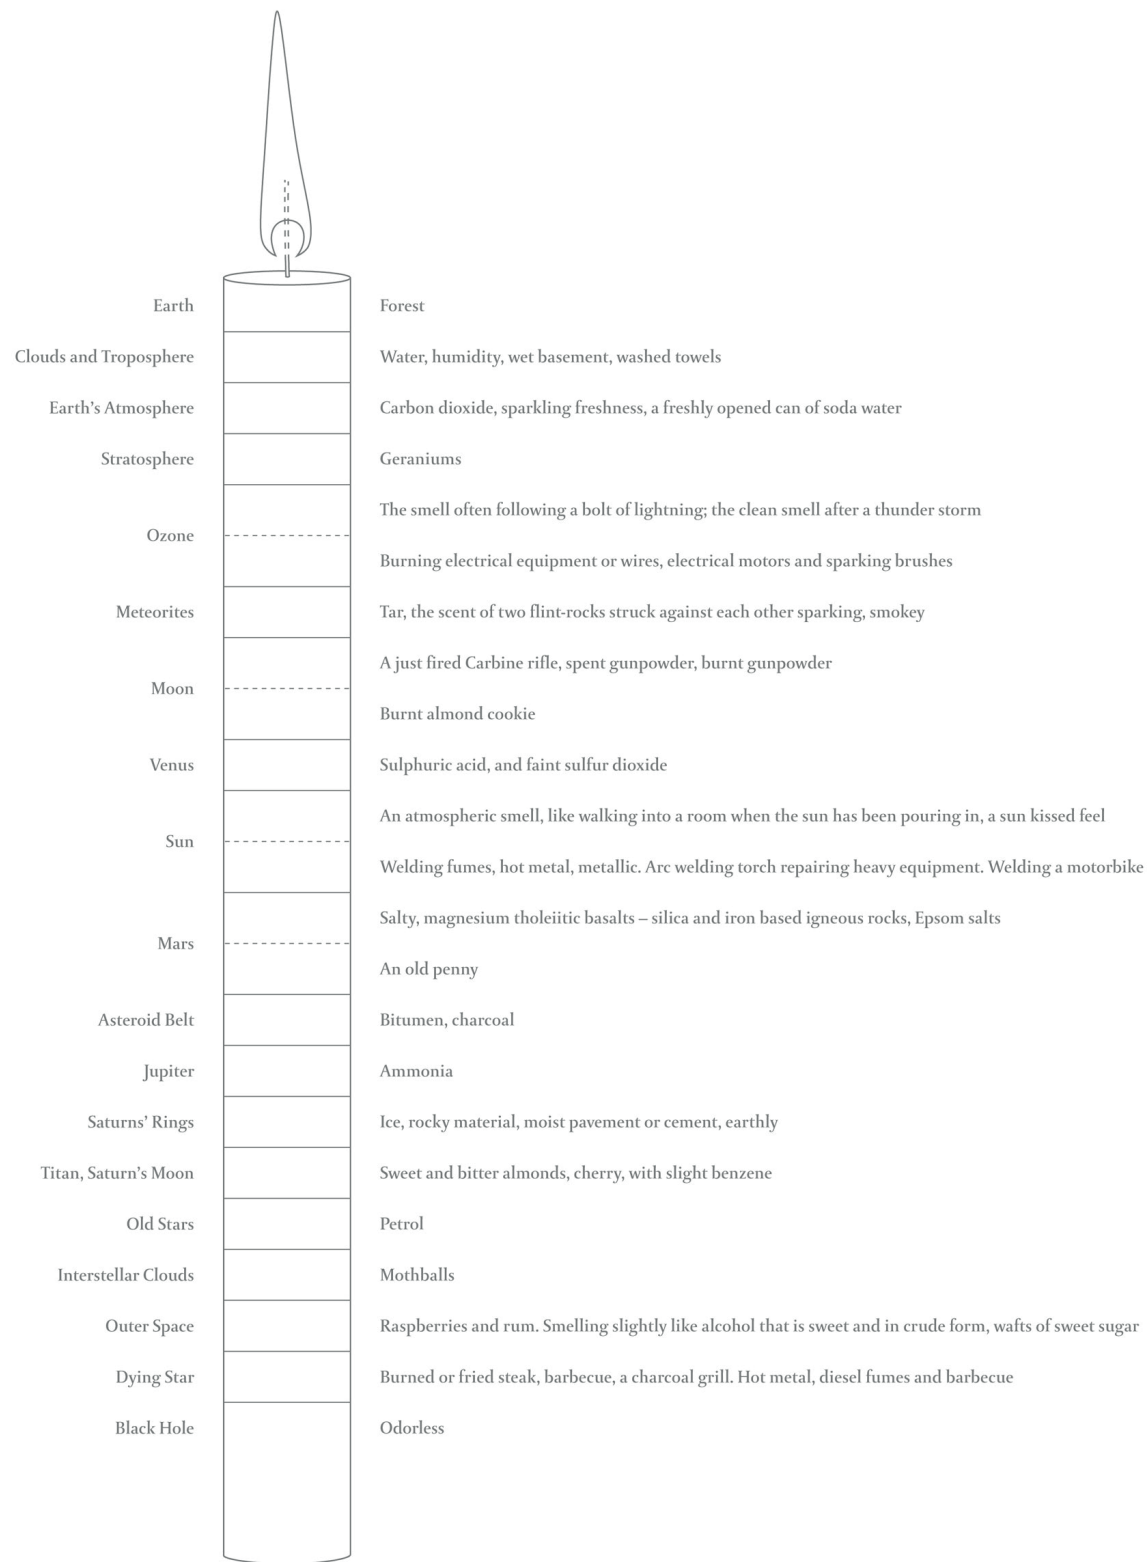 Earth Forest
Clouds and Troposphere Water, humidity, wet basement, washed towels
Earth's Atmosphere Carbon dioxide, sparkling freshness, a freshly opened can of soda water
Stratosphere Geraniums
The smell often following a bolt of lightning; the clean smell after a thunder storm
Ozone
Burning electrical equipment or wires, electrical motors and sparking brushes
Meteorites Tar, the scent of two flint-rocks struck against each other sparking, smokey
A just fired Carbine rifle, spent gunpowder, burnt gunpowder
Moon
Burnt almond cookie
Venus Sulphuric acid, and faint sulfur dioxide
An atmospheric smell, like walking into a room when the sun has been pouring in, a sun kissed feel
Sun
Welding fumes, hot metal, metallic. Arc welding torch repairing heavy equipment. Welding a motorbike
Salty, magnesium tholeiitic basalts – silica and iron based igneous rocks, Epsom salts
Mars
An old penny
Asteroid Belt Bitumen, charcoal
Jupiter Ammonia
Saturns' Rings Ice, rocky material, moist pavement or cement, earthly
Titan, Saturn's Moon Sweet and bitter almonds, cherry, with slight benzene
Old Stars Petrol
Interstellar Clouds Mothballs
Outer Space Raspberries and rum. Smelling slightly like alcohol that is sweet and in crude form, wafts of sweet sugar
Dying Star Burned or fried steak, barbecue, a charcoal grill. Hot metal, diesel fumes and barbecue
Black Hole Odorless